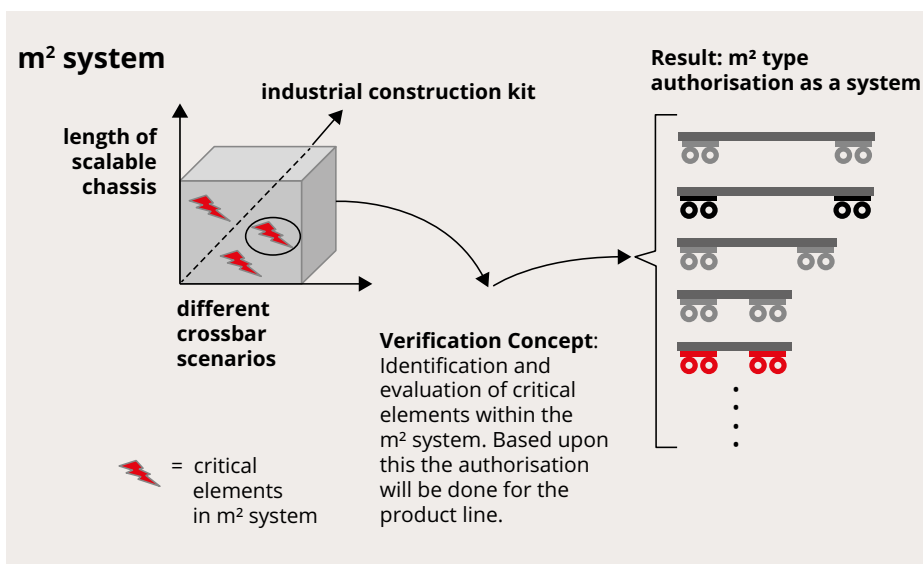 m² system
industrial construction kit
length of
scalable
chassis
different
crossbar
scenarios
= critical
elements
in m² system
Verification Concept:
Identification and
evaluation of critical
elements within the
m² system. Based upon
this the authorisation
will be done for the
product line.
Result: m² type
authorisation as a system